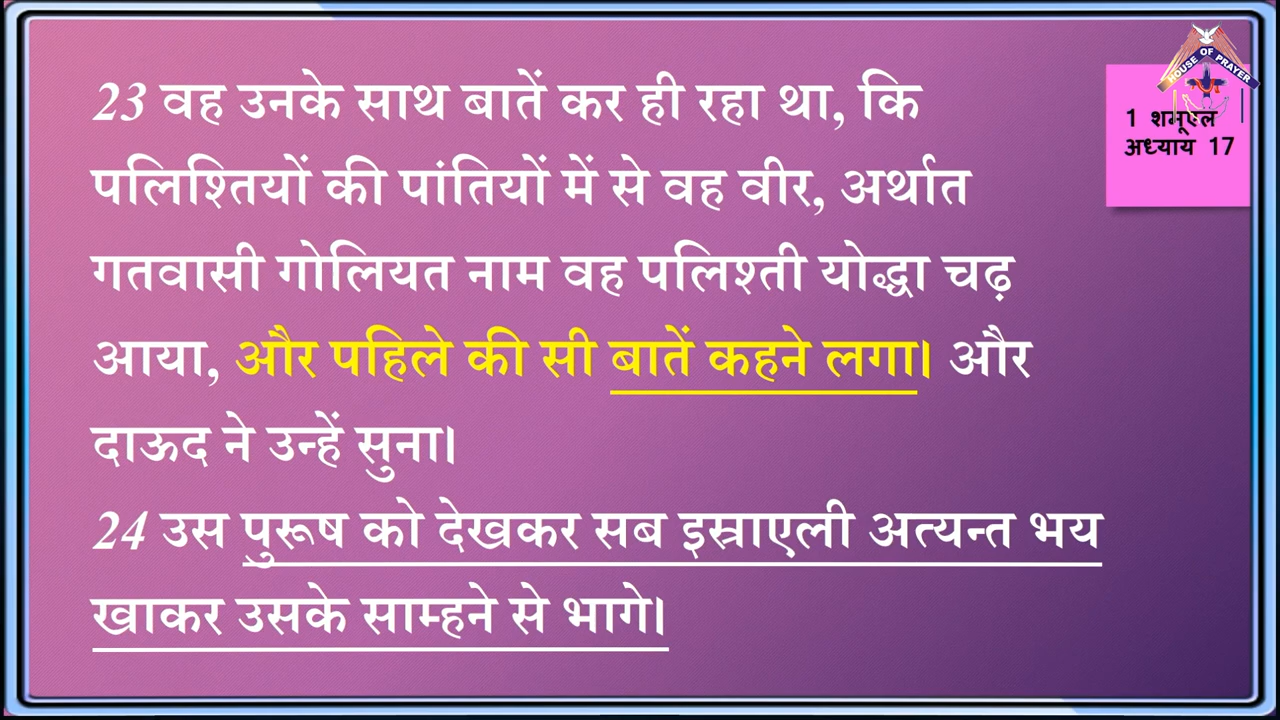 23 वह उनके साथ बातें कर ही रहा था, कि
पलिश्तियों की पांतियों में से वह वीर, अर्थात
गतवासी गोलियत नाम वह पलिश्ती योद्धा चढ़
आया, और पहिले की सी बातें कहने लगा। और
दाऊद ने उन्हें सुना।
24 उस पुरूष को देखकर सब इस्राएली अत्यन्त भय
खाकर उसके साम्हने से भागे।
HOUSE OF PRAYER
1 शमूएल
अध्याय 17